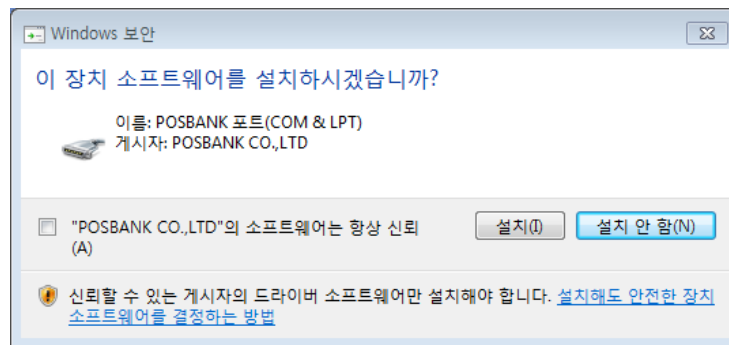 Windows 보안
이 장치 소프트웨어를 설치하시겠습니까?
이름: POSBANK 포트(COM & LPT)
게시자: POSBANK CO.,LTD
"POSBANK CO.,LTD"의 소프트웨어는 항상 신뢰
(A)
설치(I)
설치 안 함(N)
신뢰할 수 있는 게시자의 드라이버 소프트웨어만 설치해야 합니다. 설치해도 안전한 장치
소프트웨어를 결정하는 방법